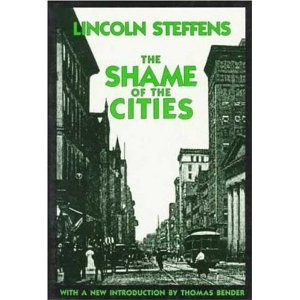 LINCOLN STEFFENS
THE
SHAME
OF THE
CITIES
WITH A NEW INTRODUCTION BY THOMAS BENDER